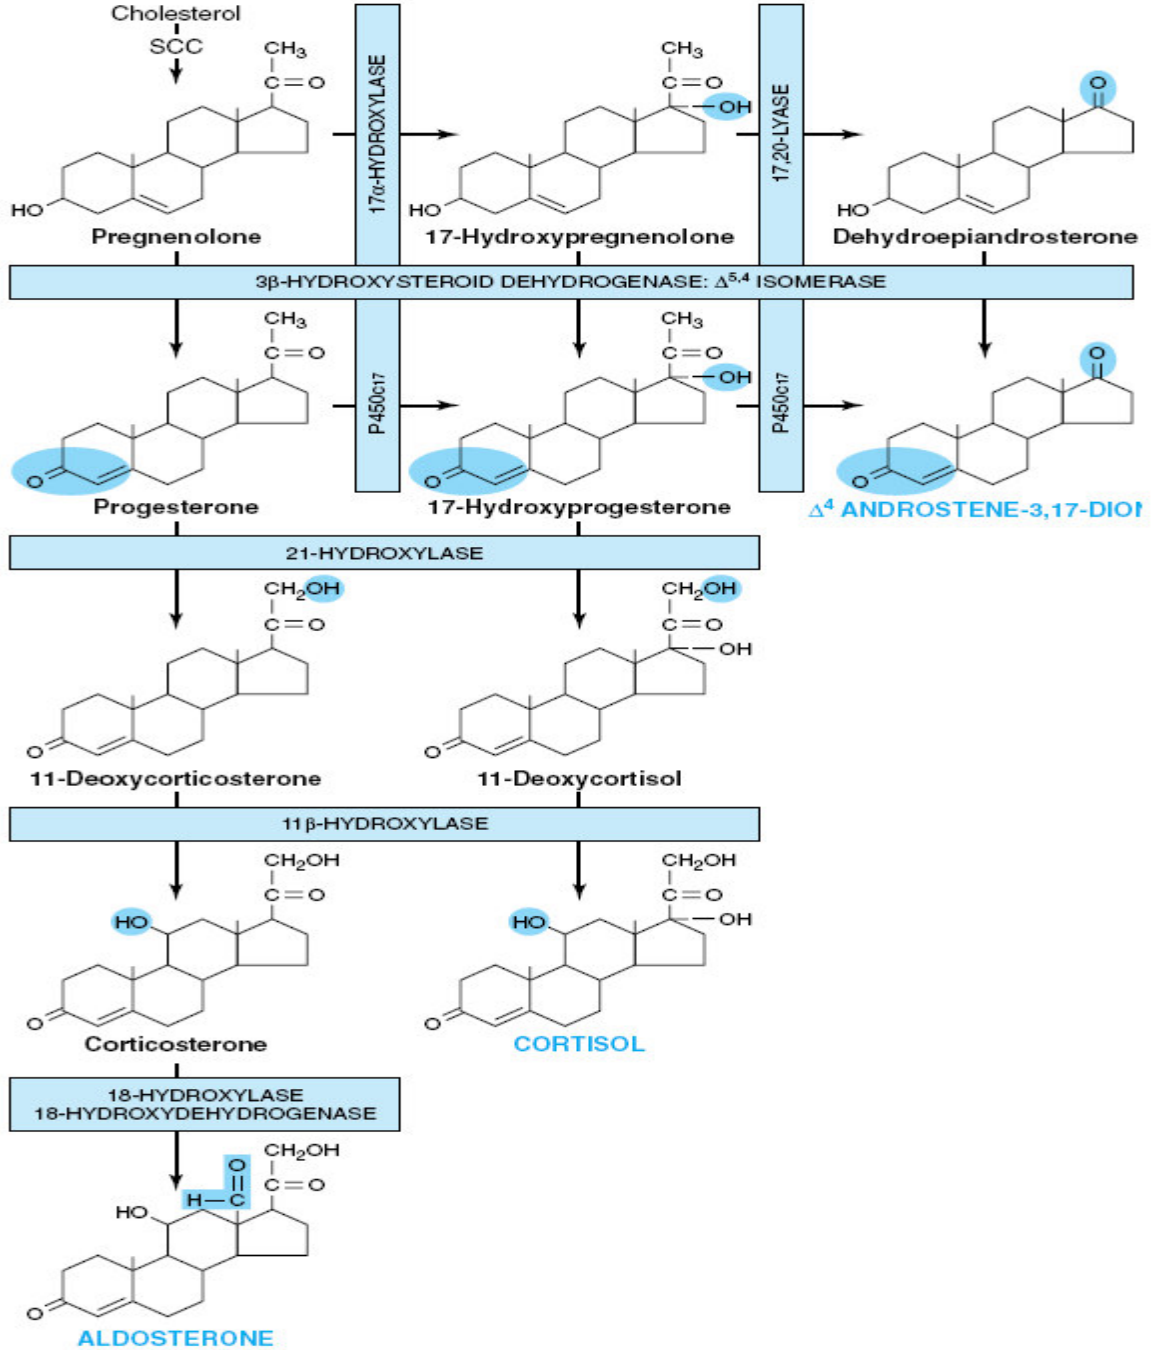 Cholesterol
SCC
CH3
C=O
HO
Pregnenolone
17α-HYDROXYLASE
CH3
C=O
OH
HO
17-Hydroxypregnenolone
17,20-LYASE
O
HO
Dehydroepiandrosterone
3β-HYDROXYSTEROID DEHYDROGENASE: Δ5,4 ISOMERASE
CH3
C=O
O
Progesterone
P450c17
CH3
C=O
OH
O
17-Hydroxyprogesterone
P450c17
O
O
Δ4 ANDROSTENE-3,17-DION
21-HYDROXYLASE
CH2OH
C=O
O
11-Deoxycorticosterone
CH2OH
C=O
OH
O
11-Deoxycortisol
11β-HYDROXYLASE
CH2OH
C=O
HO
O
Corticosterone
CH2OH
C=O
OH
HO
O
CORTISOL
18-HYDROXYLASE
18-HYDROXYDEHYDROGENASE
CH2OH
O
H-C
C=O
HO
O
ALDOSTERONE